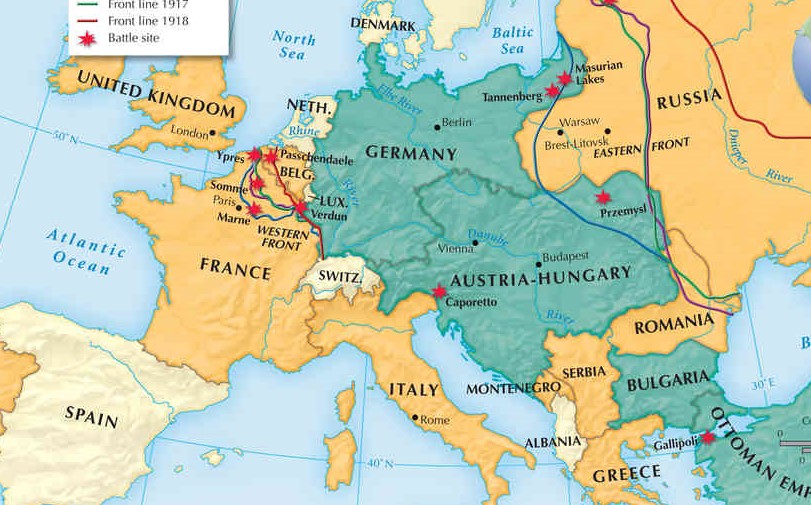 Front line 1917
Front line 1918
Battle site
DENMARK
North
Sea
Baltic
Sea
UNITED KINGDOM
London
50°N
NETH.
Rhine
River
Elbe River
Berlin
GERMANY
Masurian
Lakes
Tannenberg
Warsaw
Brest-Litovsk
RUSSIA
EASTERN FRONT
Dnieper
River
Ypres
Passchendaele
BELG.
Somme
LUX.
Paris
Verdun
Marne
WESTERN
FRONT
Przemysl
Atlantic
Ocean
FRANCE
SWITZ.
Vienna
Danube
Budapest
AUSTRIA-HUNGARY
Caporetto
River
ROMANIA
SERBIA
BULGARIA
MONTENEGRO
30°E
ITALY
Rome
SPAIN
ALBANIA
Gallipoli
OTTOMAN EMP
40°N
GREECE
B
Co
0
0